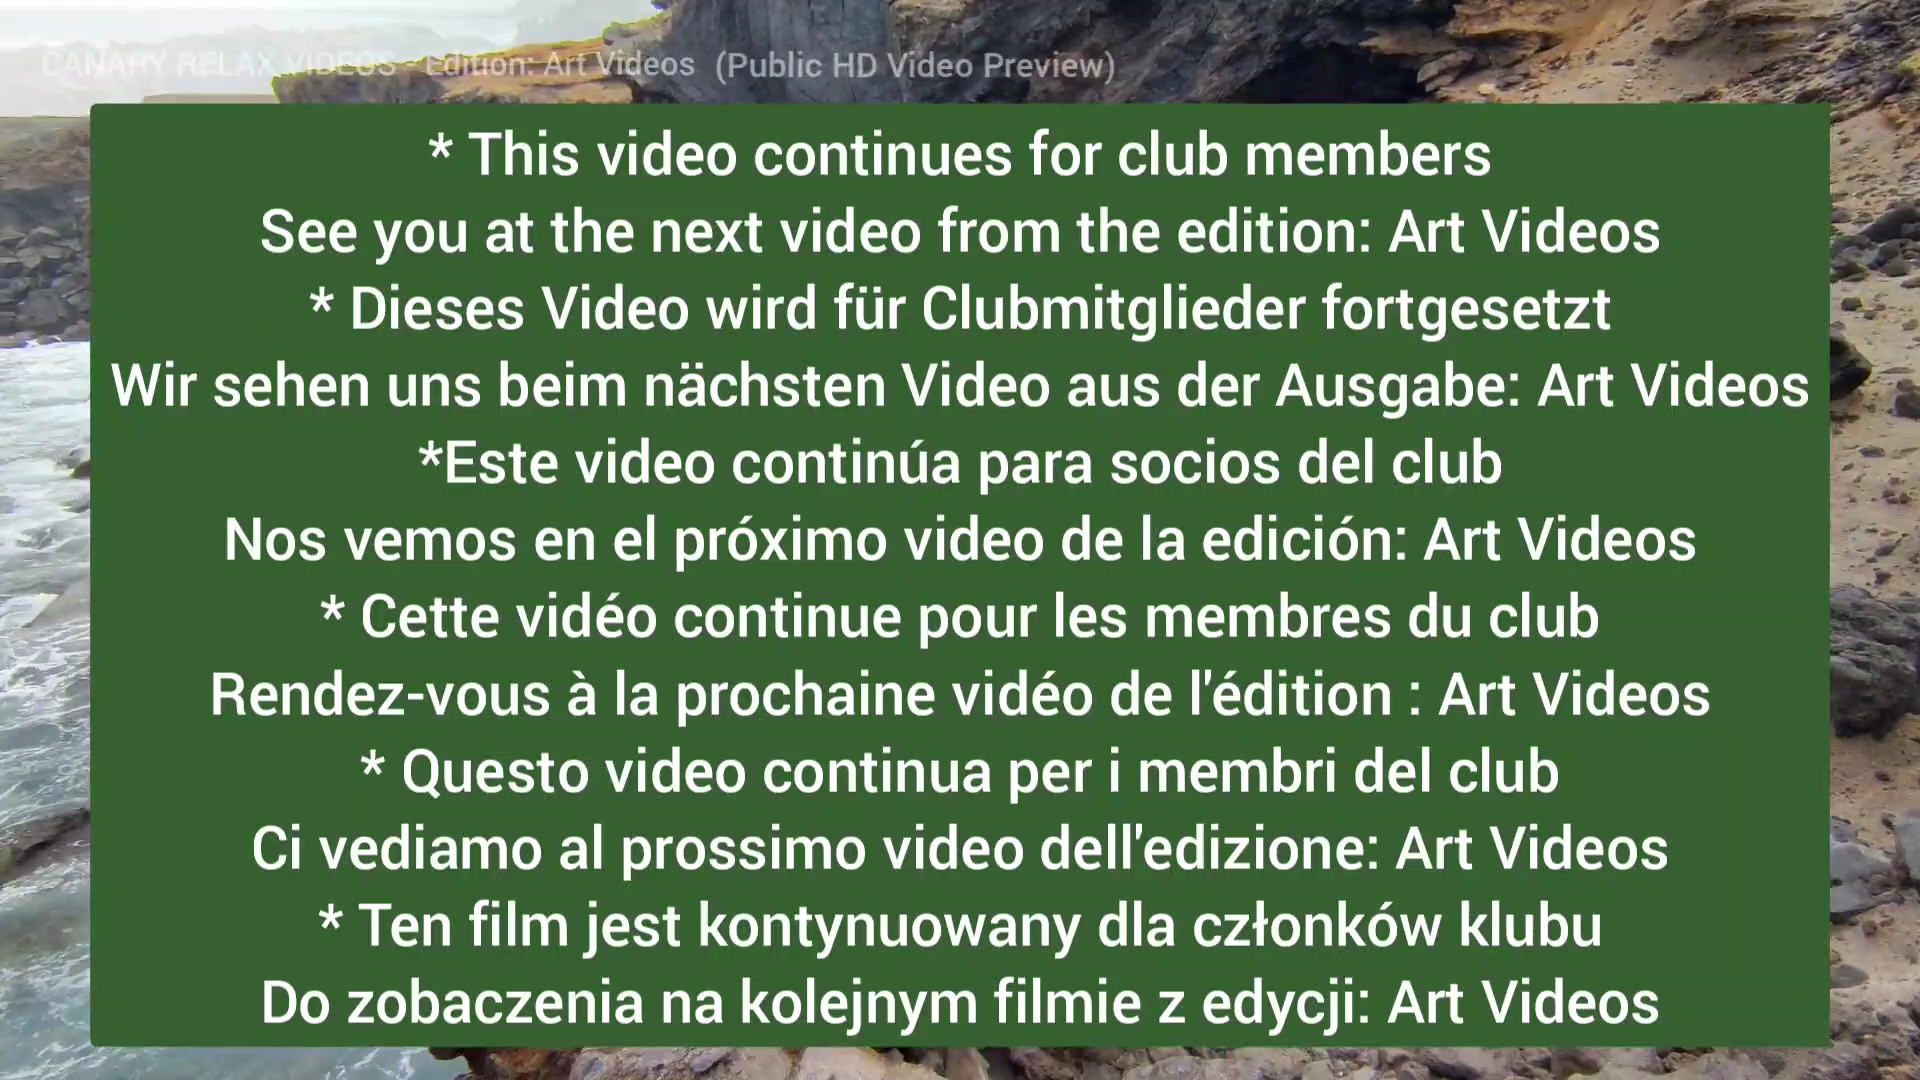 CANARY RELAX VIDEOS - Edition: Art Videos (Public HD Video Preview)
* This video continues for club members
See you at the next video from the edition: Art Videos
* Dieses Video wird für Clubmitglieder fortgesetzt
Wir sehen uns beim nächsten Video aus der Ausgabe: Art Videos
*Este video continúa para socios del club
Nos vemos en el próximo video de la edición: Art Videos
* Cette vidéo continue pour les membres du club
Rendez-vous à la prochaine vidéo de l'édition : Art Videos
* Questo video continua per i membri del club
Ci vediamo al prossimo video dell'edizione: Art Videos
* Ten film jest kontynuowany dla członków klubu
Do zobaczenia na kolejnym filmie z edycji: Art Videos